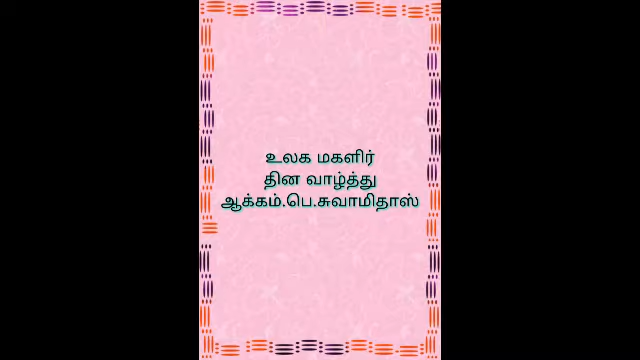 உலக மகளிர்
தின வாழ்த்து
ஆக்கம்.பெ.சுவாமிதாஸ்